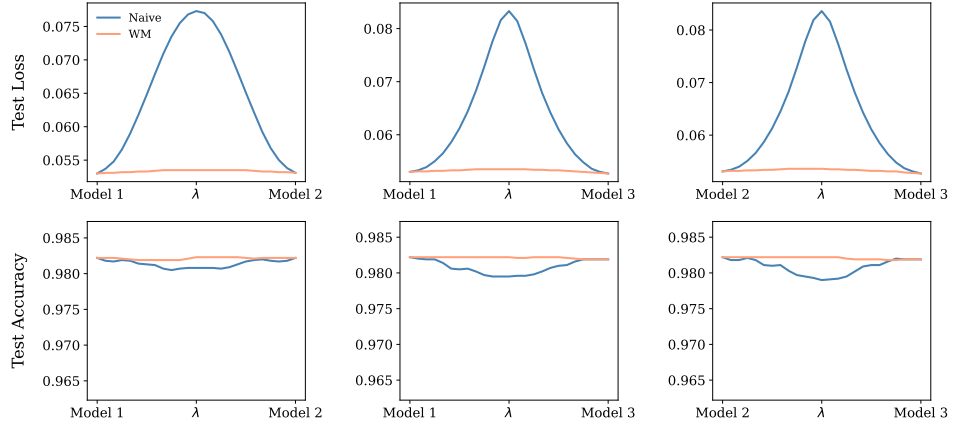 Test Loss
0.075
0.070
0.065
0.060
0.055
Naive
WM
Model 1 λ Model 2
0.08
0.07
0.06
Model 1 λ Model 3
0.08
0.07
0.06
Model 2 λ Model 3
Test Accuracy
0.985
0.980
0.975
0.970
0.965
Model 1 λ Model 2
0.985
0.980
0.975
0.970
0.965
Model 1 λ Model 3
0.985
0.980
0.975
0.970
0.965
Model 2 λ Model 3